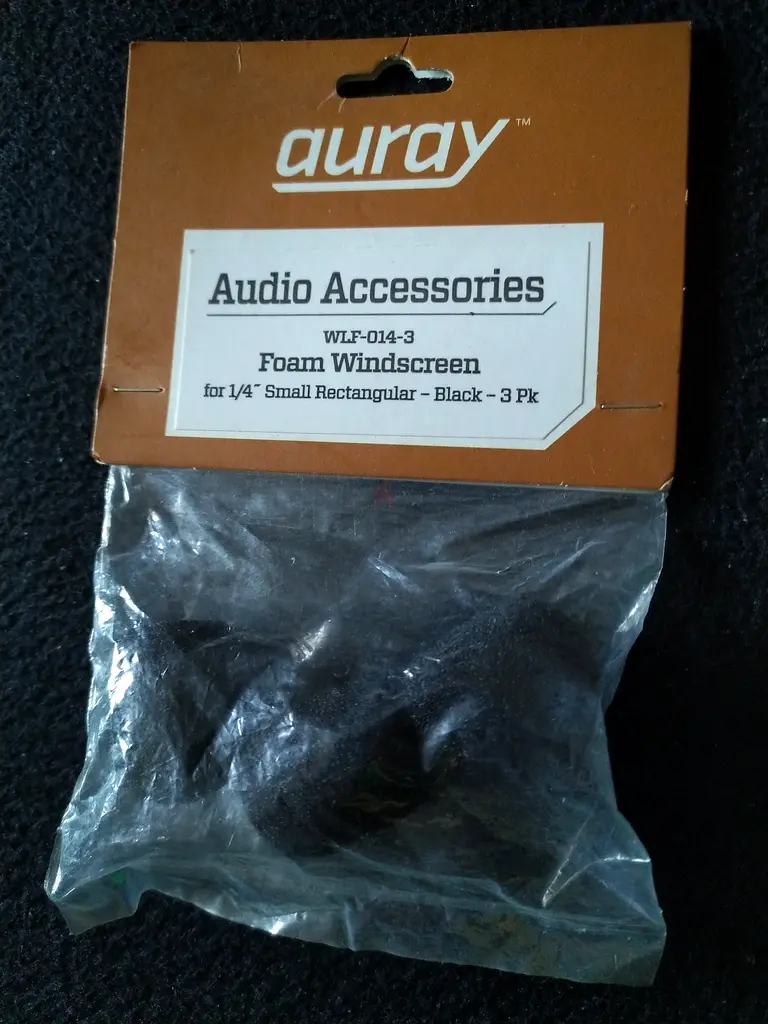 auray™
Audio Accessories
WLF-014-3
Foam Windscreen
for 1/4˝ Small Rectangular – Black – 3 Pk